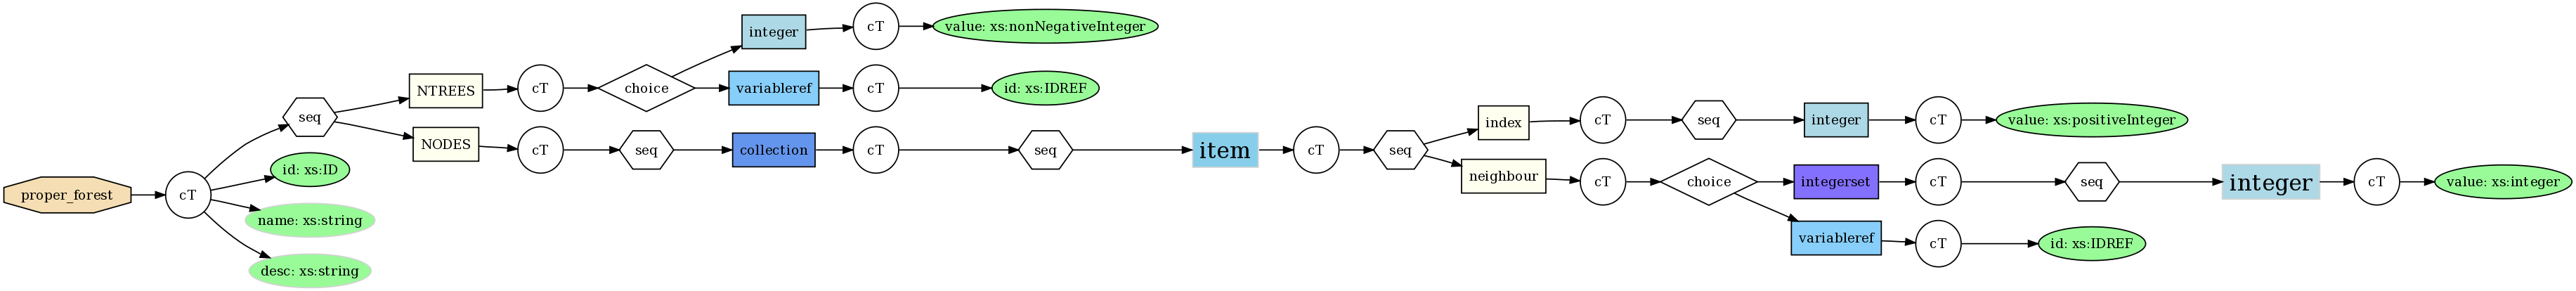 proper_forest
cT
seq
id: xs:ID
name: xs:string
desc: xs:string
NTREES
cT
choice
integer
cT
value: xs:nonNegativeInteger
variableref
cT
id: xs:IDREF
NODES
cT
seq
collection
cT
seq
item
cT
seq
index
cT
seq
integer
cT
value: xs:positiveInteger
neighbour
cT
choice
integerset
cT
seq
integer
cT
value: xs:integer
variableref
cT
id: xs:IDREF